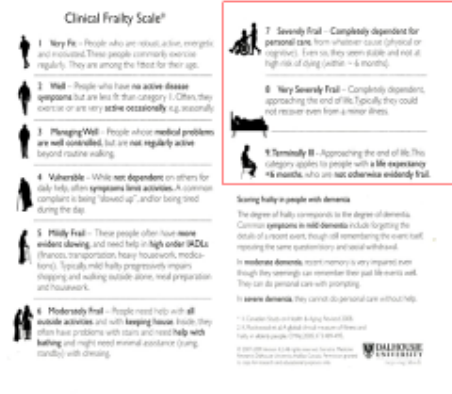 Clinical Frailty Scale*
1 Very Fit – People who are robust, active, energetic
and motivated. These people commonly exercise
regularly. They are among the fittest for their age.
2 Well – People who have no active disease
symptoms but are less fit than category 1. Often, they
exercise or are very active occasionally, e.g. seasonally.
3 Managing Well – People whose medical problems
are well controlled, but are not regularly active
beyond routine walking.
4 Vulnerable – While not dependent on others for
daily help, often symptoms limit activities. A common
complaint is being "slowed up", and/or being tired
during the day.
5 Mildly Frail – These people often have more
evident slowing, and need help in high order IADLs
(finances, transportation, heavy housework, medica-
tions). Typically, mild frailty progressively impairs
shopping and walking outside alone, meal preparation
and housework.
6 Moderately Frail – People need help with all
outside activities and with keeping house. Inside, they
often have problems with stairs and need help with
bathing and might need minimal assistance (cuing,
standby) with dressing.
7 Severely Frail – Completely dependent for
personal care, from whatever cause (physical or
cognitive). Even so, they seem stable and not at
high risk of dying (within ~ 6 months).
8 Very Severely Frail – Completely dependent,
approaching the end of life. Typically, they could
not recover even from a minor illness.
9 Terminally Ill – Approaching the end of life. This
category applies to people with a life expectancy
<6 months, who are not otherwise evidently frail.
Scoring frailty in people with dementia
The degree of frailty corresponds to the degree of dementia.
Common symptoms in mild dementia include forgetting the
details of a recent event, though still remembering the event itself,
repeating the same question/story and social withdrawal.
In moderate dementia, recent memory is very impaired, even
though they seemingly can remember their past life events well.
They can do personal care with prompting.
In severe dementia, they cannot do personal care without help.
DALHOUSIE
UNIVERSITY